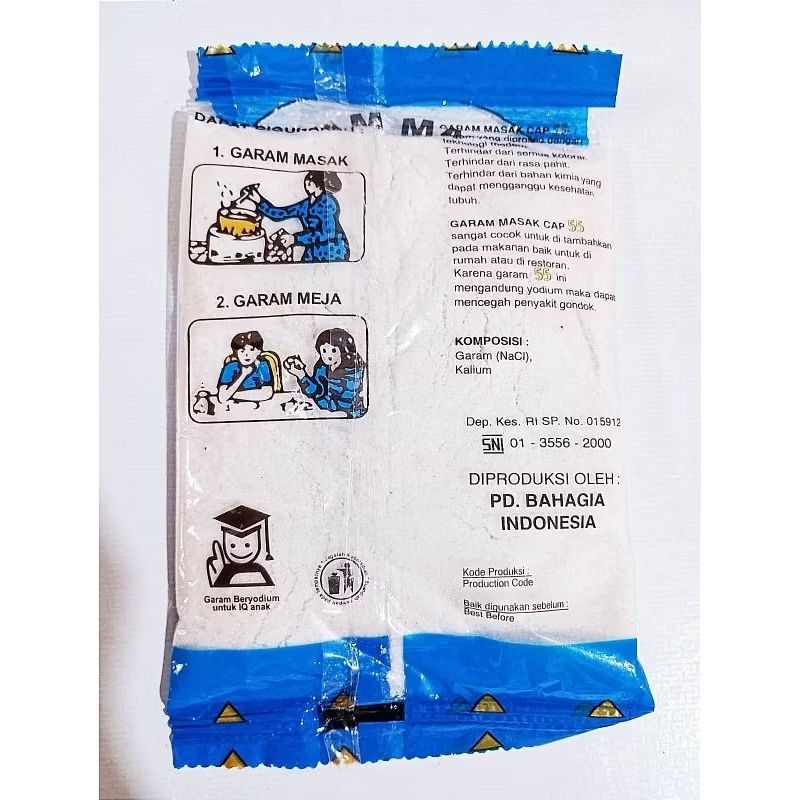 1. GARAM MASAK
2. GARAM MEJA
Garam Beryodium
untuk IQ anak
GARAM MASAK CAP 55
yang diproses dengan
teknologi
Terhindar dari semua kotoran.
Terhindar dari rasa pahit.
Terhindar dari bahan kimia yang
dapat mengganggu kesehatan
tubuh.
GARAM MASAK CAP 55
sangat cocok untuk di tambahkan
pada makanan baik untuk di
rumah atau di restoran.
Karena garam 55 ini
mengandung yodium maka dapat
mencegah penyakit gondok.
KOMPOSISI :
Garam (NaCl),
Kalium
Dep. Kes. RI SP. No. 015912
SNI 01 - 3556 - 2000
DIPRODUKSI OLEH :
PD. BAHAGIA
INDONESIA
Kode Produksi :
Production Code
Baik digunakan sebelum :
Best Before